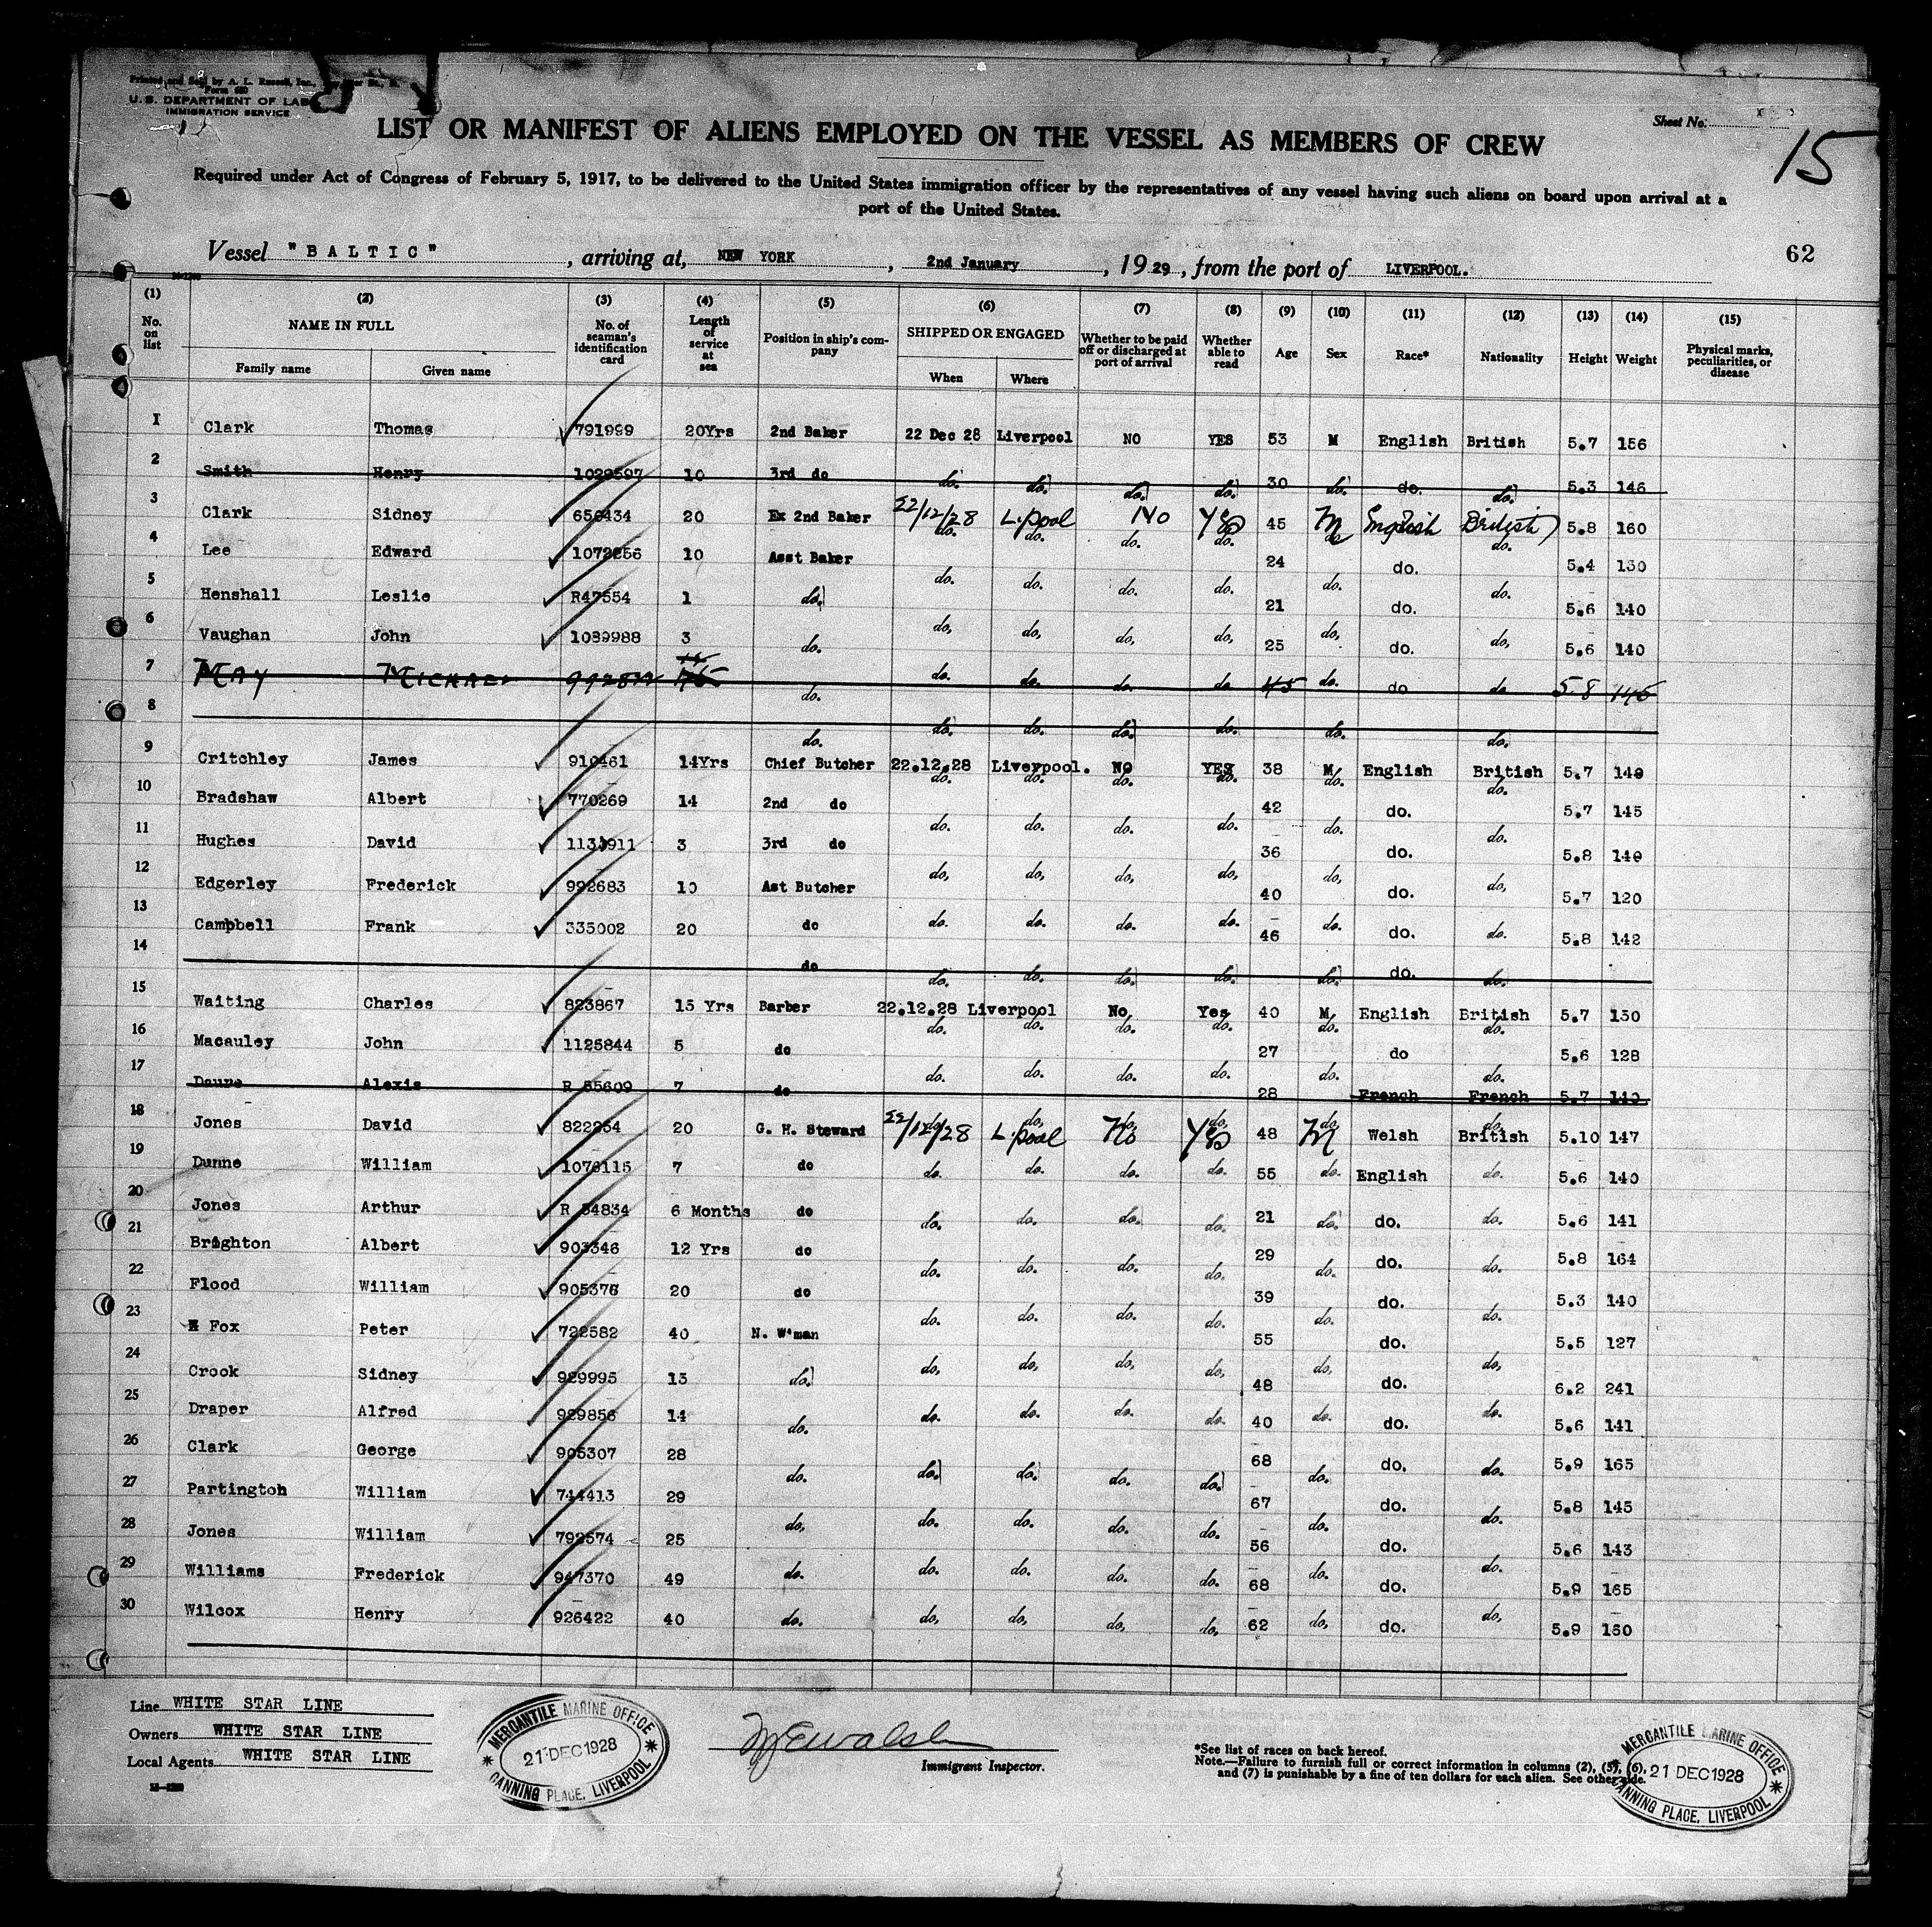 Printed and Sold by A. L. Russell, Inc.,
Form 680
U. S. DEPARTMENT OF LAB
IMMIGRATION SERVICE
Sheet No.
15
LIST OR MANIFEST OF ALIENS EMPLOYED ON THE VESSEL AS MEMBERS OF CREW
Required under Act of Congress of February 5, 1917, to be delivered to the United States immigration officer by the representatives of any vessel having such aliens on board upon arrival at a
port of the United States.
62
Vessel "BALTIC", arriving at, NEW YORK, 2nd January, 1929, from the port of LIVERPOOL.
(1) (2) (3) (4) (5) (6) (7) (8) (9) (10) (11) (12) (13) (14) (15)
No. on list NAME IN FULL Family name Given name No. of seaman's identification card Length of service at sea Position in ship's company SHIPPED OR ENGAGED When Where Whether to be paid off or discharged at port of arrival Whether able to read Age Sex Race* Nationality Height Weight Physical marks, peculiarities, or disease
1 Clark Thomas 791999 20Yrs 2nd Baker 22 Dec 28 Liverpool NO YES 53 M English British 5.7 156
2 Smith Henry 1029597 10 3rd do do. do. do. do. 30 do. do. do. 5.3 146
3 Clark Sidney 656434 20 Ex 2nd Baker 22/12/28 L.pool No Yes 45 M English British 5.8 160
4 Lee Edward 1072256 10 Asst Baker do. do. do. do. 24 do. do. do. 5.4 130
5 Henshall Leslie R47554 1 do. do. do. do. do. 21 do. do. do. 5.6 140
6 Vaughan John 1089988 3 do. do, do, do, do, 25 do, do. do, 5.6 140
7 MAY MICHAEL do. do. do. do. do 45 do. do do 5.8 145
8 do. do. do. do. do. do. do.
9 Critchley James 910461 14Yrs Chief Butcher 22.12.28 Liverpool. NO YES 38 M English British 5.7 140
10 Bradshaw Albert 770269 14 2nd do do. do. do. do. 42 do. do. do. 5.7 145
11 Hughes David 3 3rd do do. do. do. do. 36 do. do. do. 5.8 140
12 Edgerley Frederick 992683 10 Ast Butcher do, do, do, do, 40 do, do. do, 5.7 120
13 Campbell Frank 335002 20 do do. do. do. do. 46 do. do. do. 5.8 142
14 do do. do. do. do. do. do. do.
15 Waiting Charles 823867 15 Yrs Barber 22.12.28 Liverpool No Yes 40 M English British 5.7 130
16 Macauley John 1125844 5 do do. do. do. do. 27 do. do do. 5.6 128
17 Daune Alexis R 55609 7 do do. do. do. do. 28 do. French French 5.7 140
18 Jones David 822254 20 G. H. Steward 22/12/28 L.pool No Yes 48 M Welsh British 5.10 147
19 Dunne William 1076115 7 do do. do. do. do. 55 do. English do. 5.6 140
20 Jones Arthur R 54834 6 Months do do. do. do. do. 21 do. do. do. 5.6 141
21 Brighton Albert 903346 12 Yrs do do. do. do. do. 29 do. do. do. 5.8 164
22 Flood William 905376 20 do do. do. do. do. 39 do. do. do. 5.3 140
23 Fox Peter 722582 40 N. W'man do, do, do, do, 55 do, do. do, 5.5 127
24 Crook Sidney 929995 13 do. do. do. do. do. 48 do. do. do. 6.2 241
25 Draper Alfred 929856 14 do. 40 do. 5.6 141
26 Clark George 905307 28 do. do. do. do. do. 68 do. do. do. 5.9 165
27 Partington William 744413 29 do, do. do. do. do. 67 do. do. do. 5.8 145
28 Jones William 792574 25 do. do. do. do. do. 56 do. do. do. 5.6 143
29 Williams Frederick 947370 49 do. do. do. do. do. 68 do. do. do. 5.9 165
30 Wilcox Henry 926422 40 do. do, do, do, do, 62 do, do. do, 5.9 150
Line WHITE STAR LINE
Owners WHITE STAR LINE
Local Agents WHITE STAR LINE
MERCANTILE MARINE OFFICE
21 DEC 1928
CANNING PLACE, LIVERPOOL
Immigrant Inspector.
*See list of races on back hereof.
Note.—Failure to furnish full or correct information in columns (2), (5), (6),
and (7) is punishable by a fine of ten dollars for each alien. See other side.
MERCANTILE MARINE OFFICE
21 DEC 1928
CANNING PLACE, LIVERPOOL